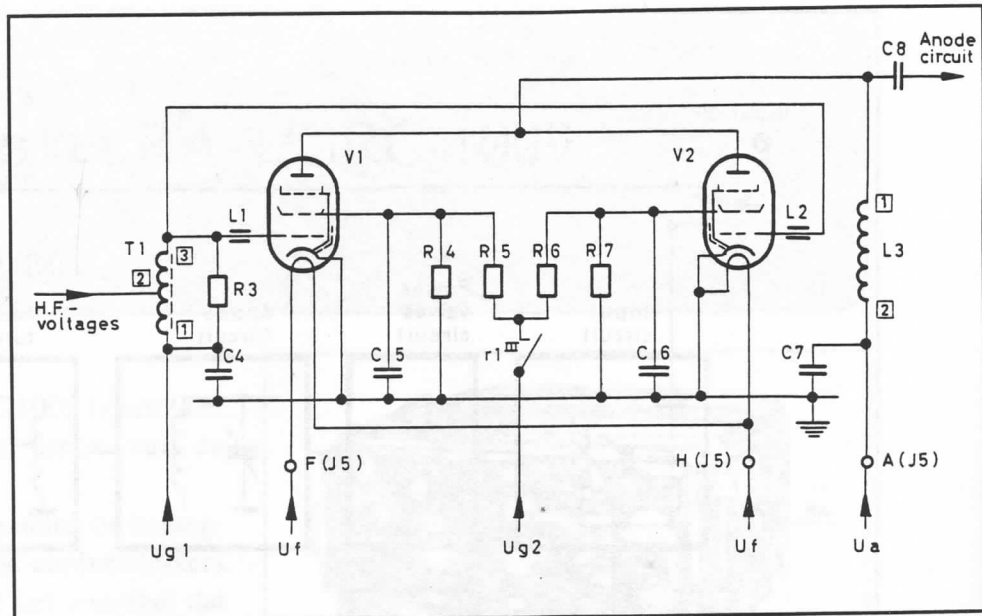 C8
Anode
circuit
V1
V2
L1
L2
T1
3
2
1
R3
H.F.-
voltages
C4
C5
R4
R5
R6
R7
r1 III
C6
C7
1
L3
2
F (J5)
H (J5)
A (J5)
Ug1
Uf
Ug2
Uf
Ua